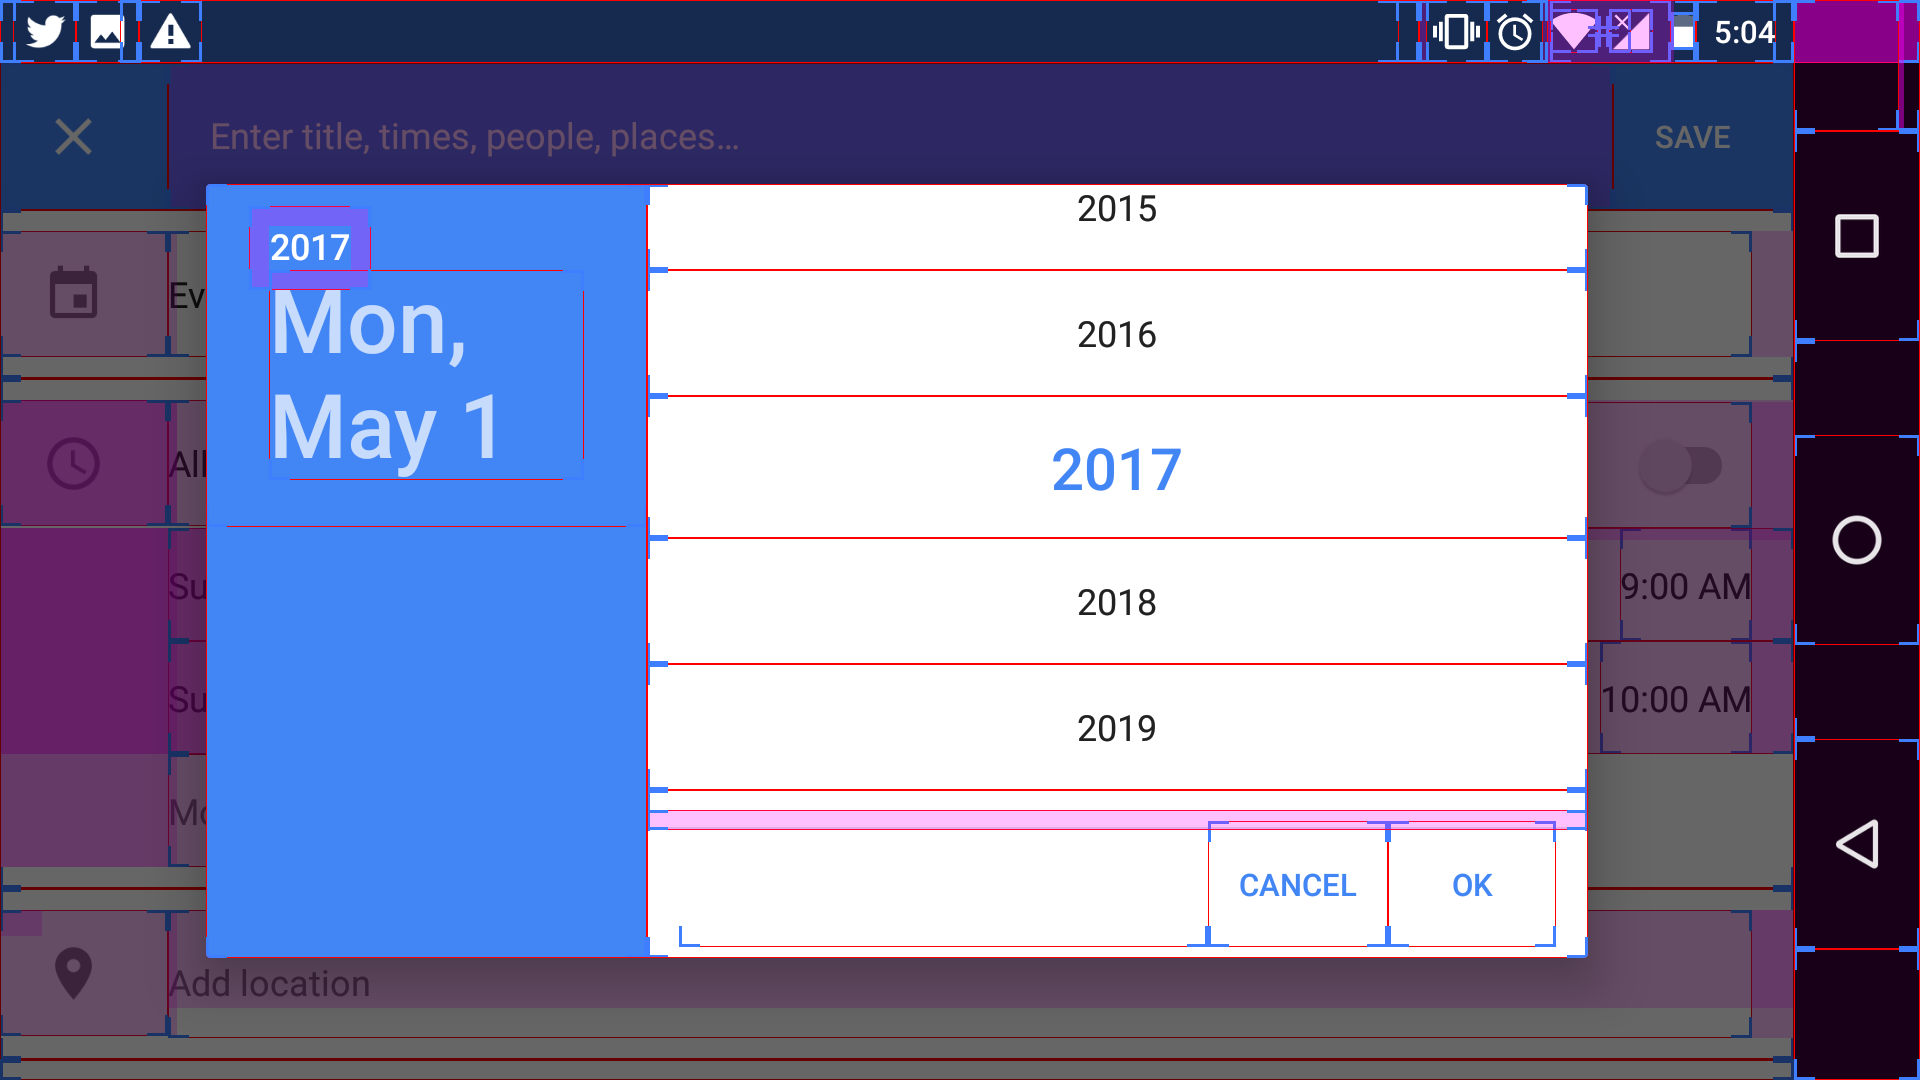 5:04
Enter title, times, people, places...
SAVE
2017
Mon,
May 1
2015
2016
2017
2018
2019
CANCEL
OK
Ev
All
Su
9:00 AM
Su
10:00 AM
Mo
Add location